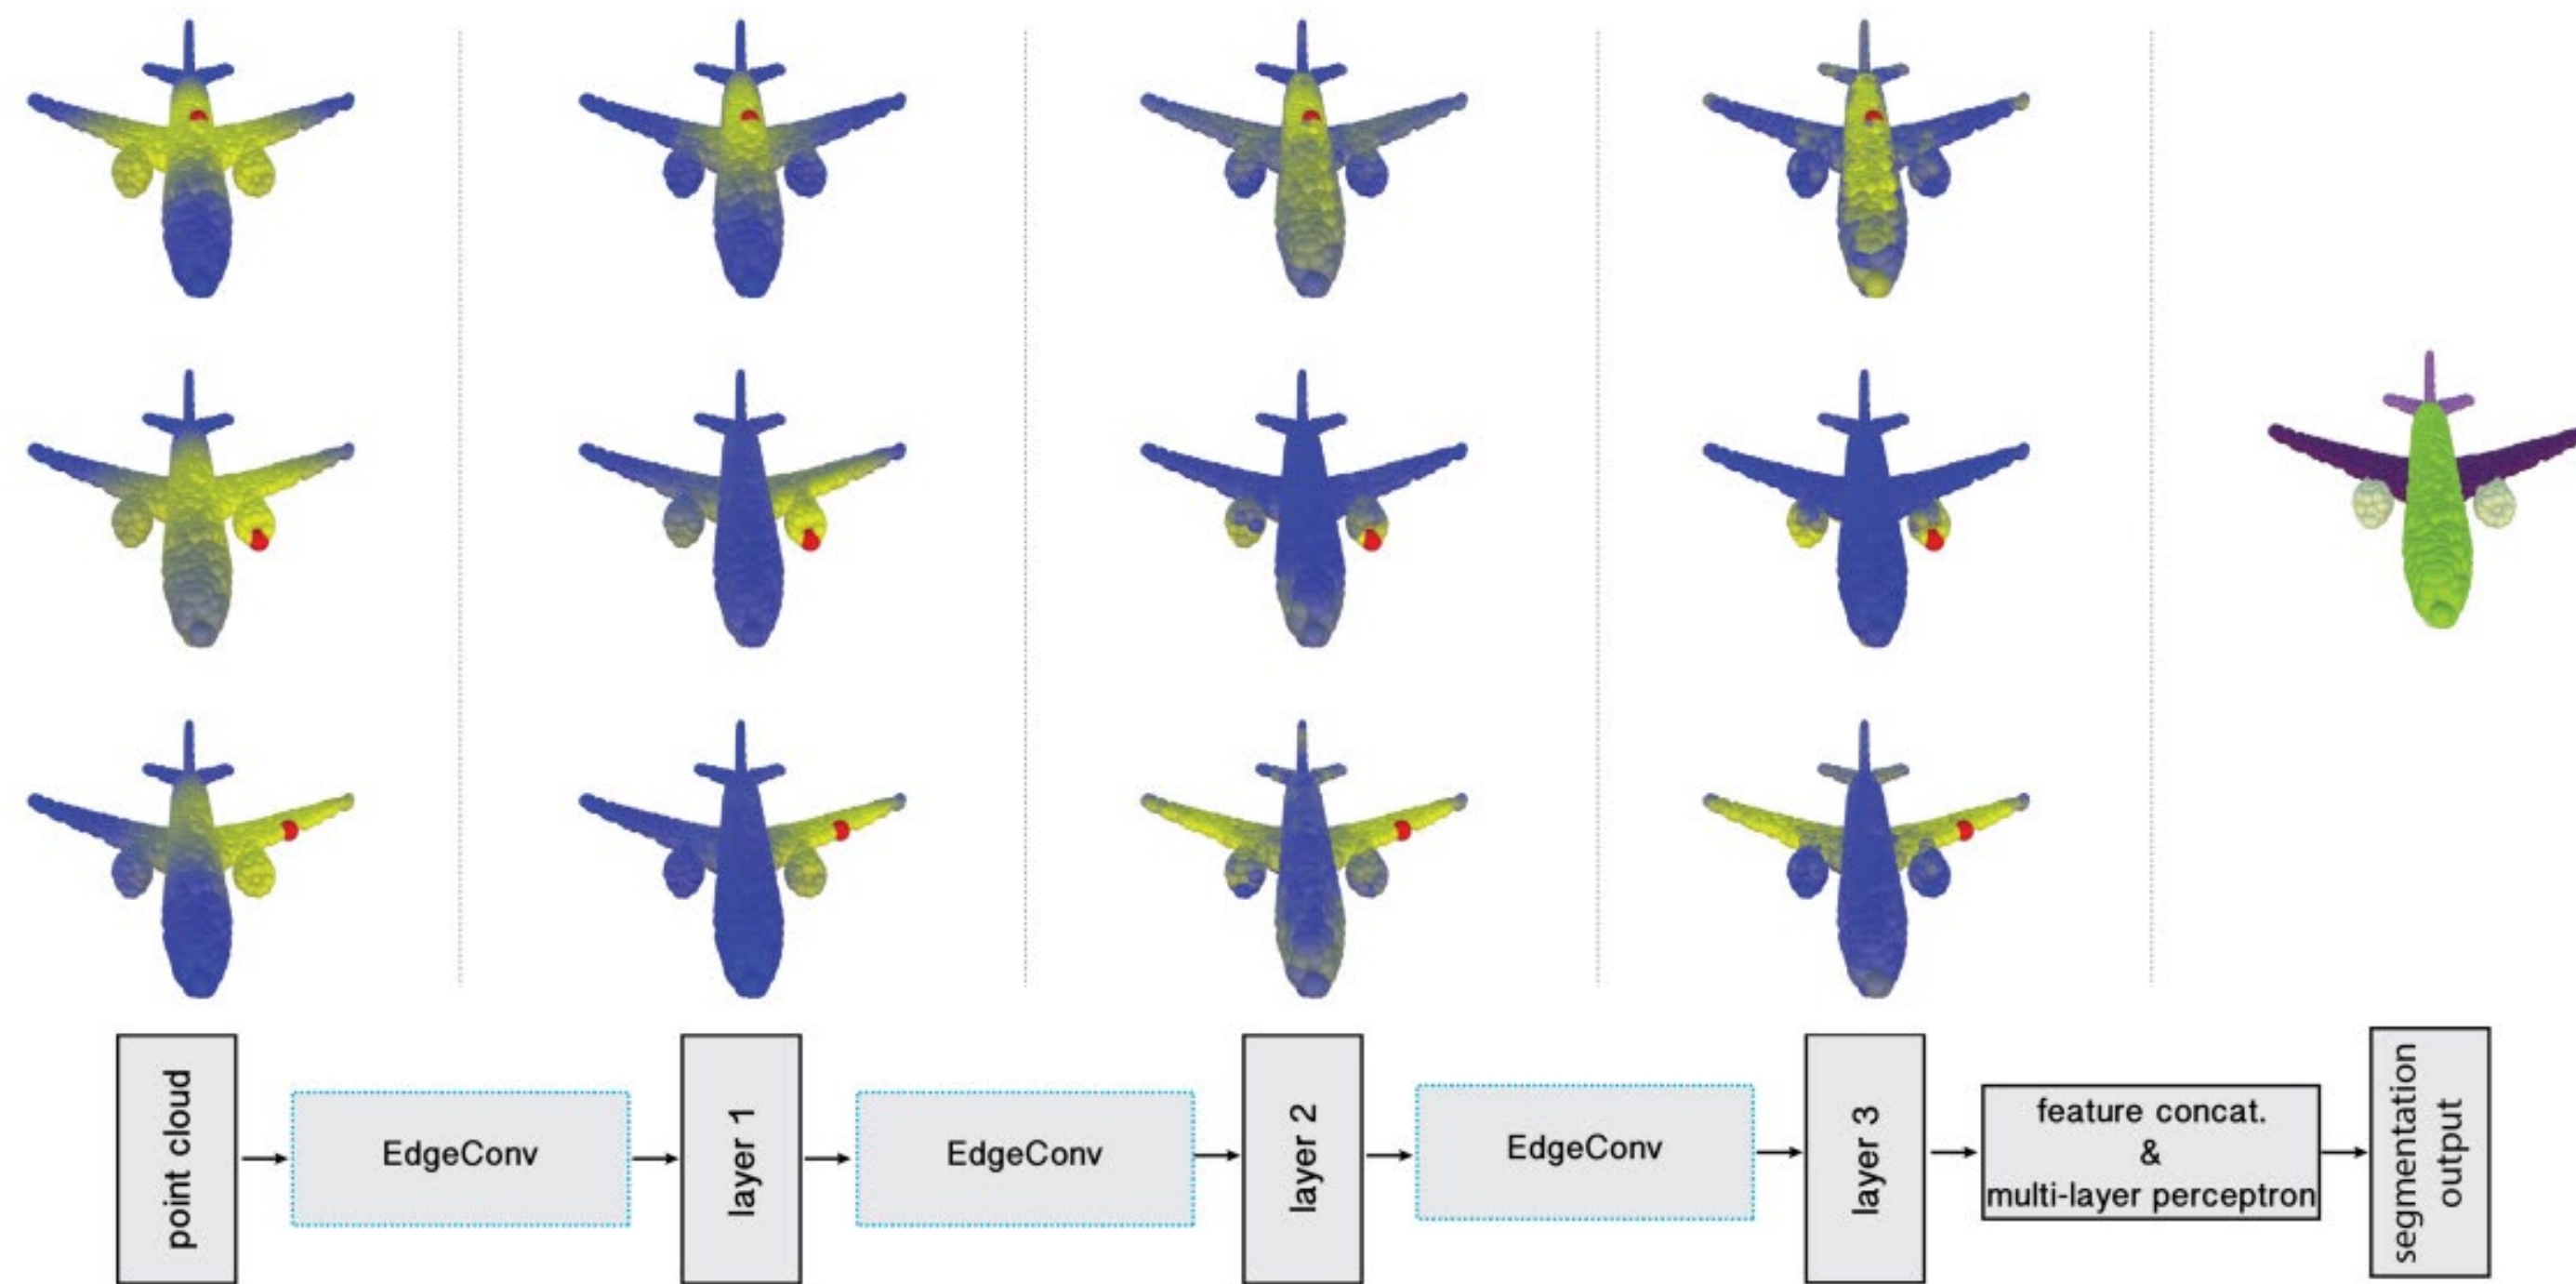 point cloud
EdgeConv
layer 1
EdgeConv
layer 2
EdgeConv
layer 3
feature concat.
&
multi-layer perceptron
segmentation
output